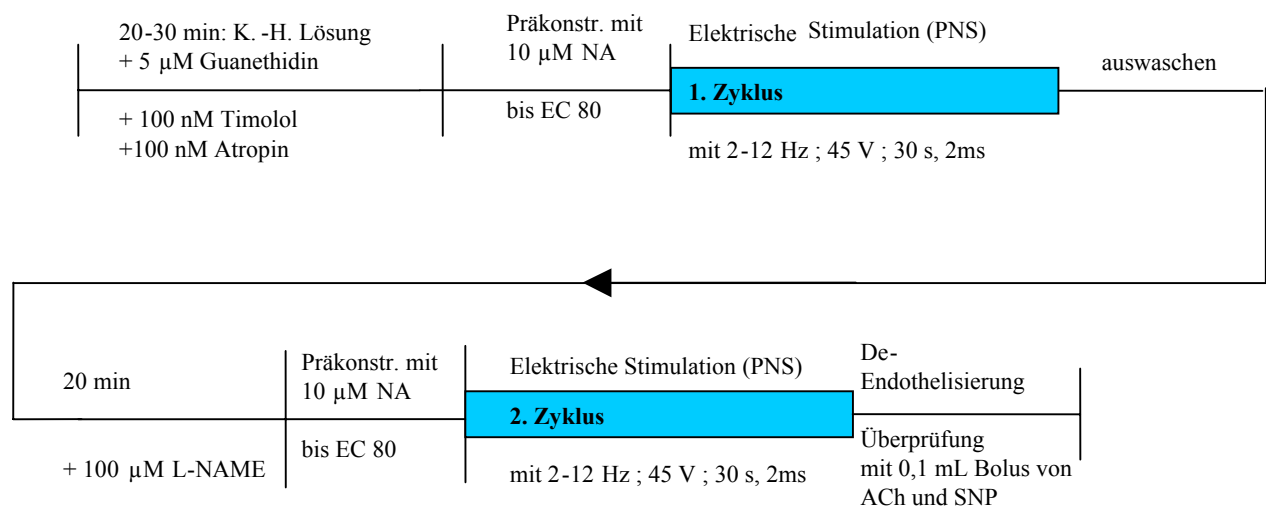 20-30 min: K. -H. Lösung
+ 5 µM Guanethidin
+ 100 nM Timolol
+100 nM Atropin
Präkonstr. mit
10 µM NA
bis EC 80
Elektrische Stimulation (PNS)
1. Zyklus
mit 2-12 Hz ; 45 V ; 30 s, 2ms
auswaschen
20 min
+ 100 µM L-NAME
Präkonstr. mit
10 µM NA
bis EC 80
Elektrische Stimulation (PNS)
2. Zyklus
mit 2-12 Hz ; 45 V ; 30 s, 2ms
De-
Endothelisierung
Überprüfung
mit 0,1 mL Bolus von
ACh und SNP